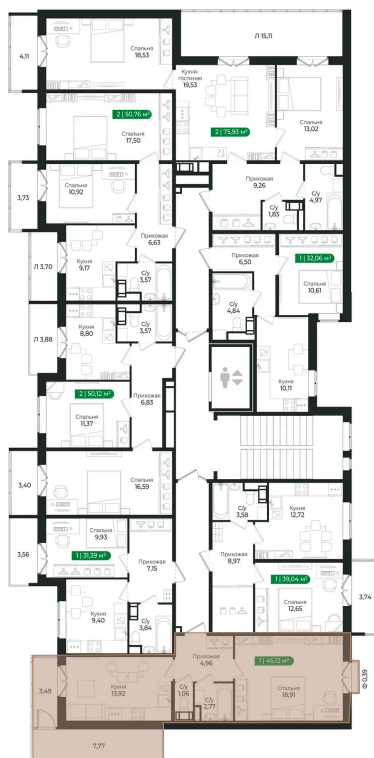 Л 15,11
4,11
Спальня
18,53
Кухня-
гостиная
19,53
2 | 50,76 м²
17,50
2 | 75,93 м²
Спальня
13,02
Спальня
10,92
3,73
9,26
С/у
4,97
С/у
1,83
Прихожая
6,63
Прихожая
6,50
1 | 32,06 м²
Спальня
10,61
Кухня
9,17
Л 3,70
С/у
3,57
С/у
4,84
Кухня
8,80
С/у
3,57
Л 3,88
Кухня
10,11
2 | 50,12 м²
Спальня
11,37
Прихожая
6,83
3,40
Спальня
16,59
С/у
3,58
Кухня
12,72
Спальня
9,93
3,56
1 | 31,39 м²
Прихожая
7,15
Прихожая
8,97
1 | 39,04 м²
Спальня
12,65
3,74
Кухня
9,40
С/у
3,84
Прихожая
4,96
1 | 45,12 м²
Ф 0,39
3,49
Кухня
13,92
С/у
1,06
С/у
2,77
Спальня
18,91
7,77